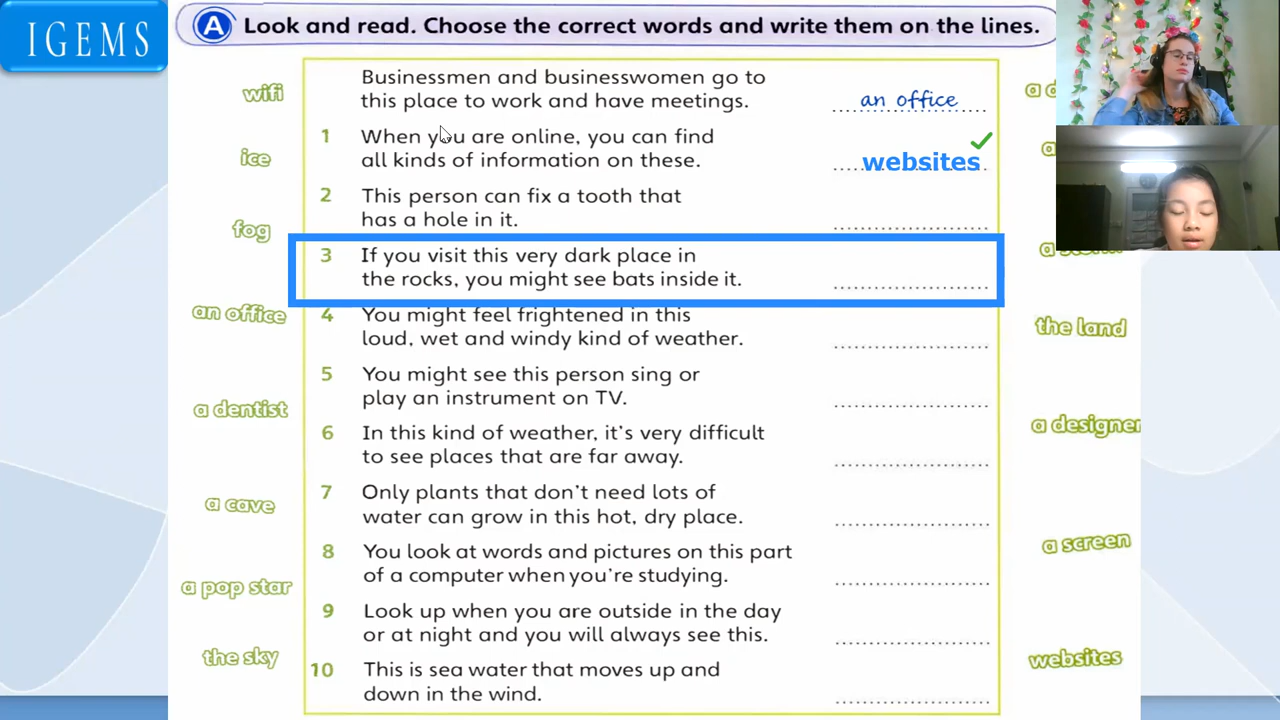 IGEMS
A Look and read. Choose the correct words and write them on the lines.
wifi
ice
fog
an office
a dentist
a cave
a pop star
the sky
Businessmen and businesswomen go to
this place to work and have meetings. an office
1 When you are online, you can find
all kinds of information on these. websites
2 This person can fix a tooth that
has a hole in it.
3 If you visit this very dark place in
the rocks, you might see bats inside it.
4 You might feel frightened in this
loud, wet and windy kind of weather.
5 You might see this person sing or
play an instrument on TV.
6 In this kind of weather, it's very difficult
to see places that are far away.
7 Only plants that don't need lots of
water can grow in this hot, dry place.
8 You look at words and pictures on this part
of a computer when you're studying.
9 Look up when you are outside in the day
or at night and you will always see this.
10 This is sea water that moves up and
down in the wind.
the land
a designer
a screen
websites